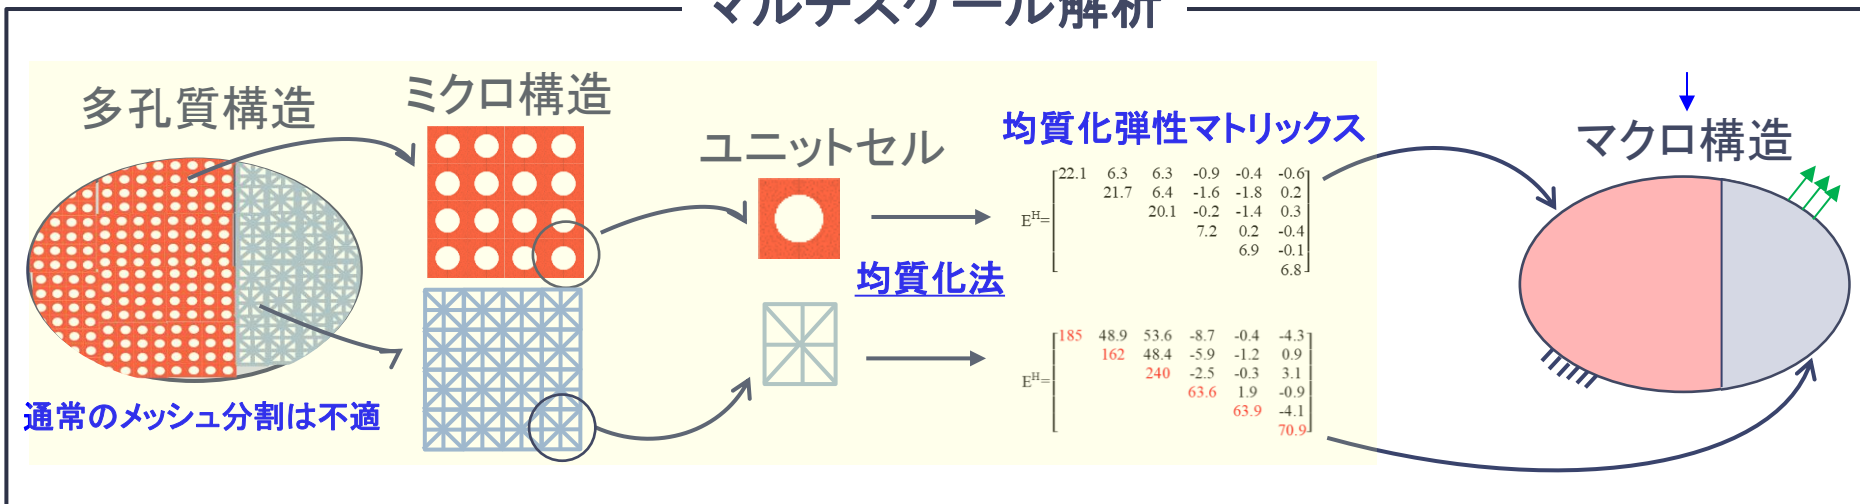 マルチスケール解析
多孔質構造
ミクロ構造
ユニットセル
均質化弾性マトリックス
マクロ構造
22.1 6.3 6.3 -0.9 -0.4 -0.6
21.7 6.4 -1.6 -1.8 0.2
20.1 -0.2 -1.4 0.3
Eᴴ=
7.2 0.2 -0.4
6.9 -0.1
6.8
均質化法
185 48.9 53.6 -8.7 -0.4 -4.3
162 48.4 -5.9 -1.2 0.9
240 -2.5 -0.3 3.1
Eᴴ=
63.6 1.9 -0.9
63.9 -4.1
70.9
通常のメッシュ分割は不適